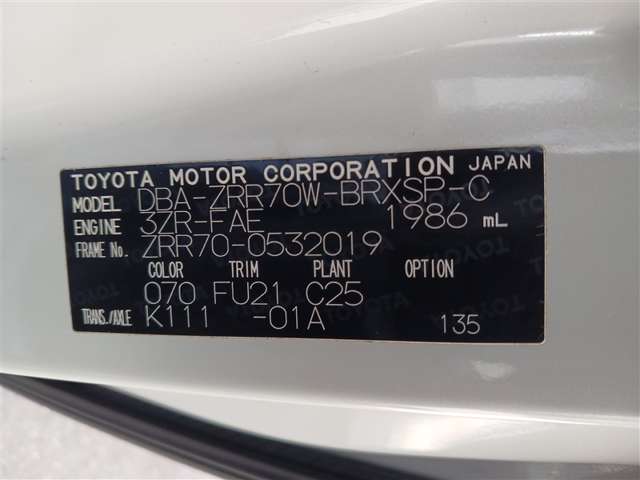 TOYOTA MOTOR CORPORATION JAPAN
MODEL DBA-ZRR70W-BRXSP-C
ENGINE 3ZR-FAE 1986 mL
FRAME No. ZRR70-0532019
COLOR TRIM PLANT OPTION
070 FU21 C25
TRANS./AXLE K111 -01A 135